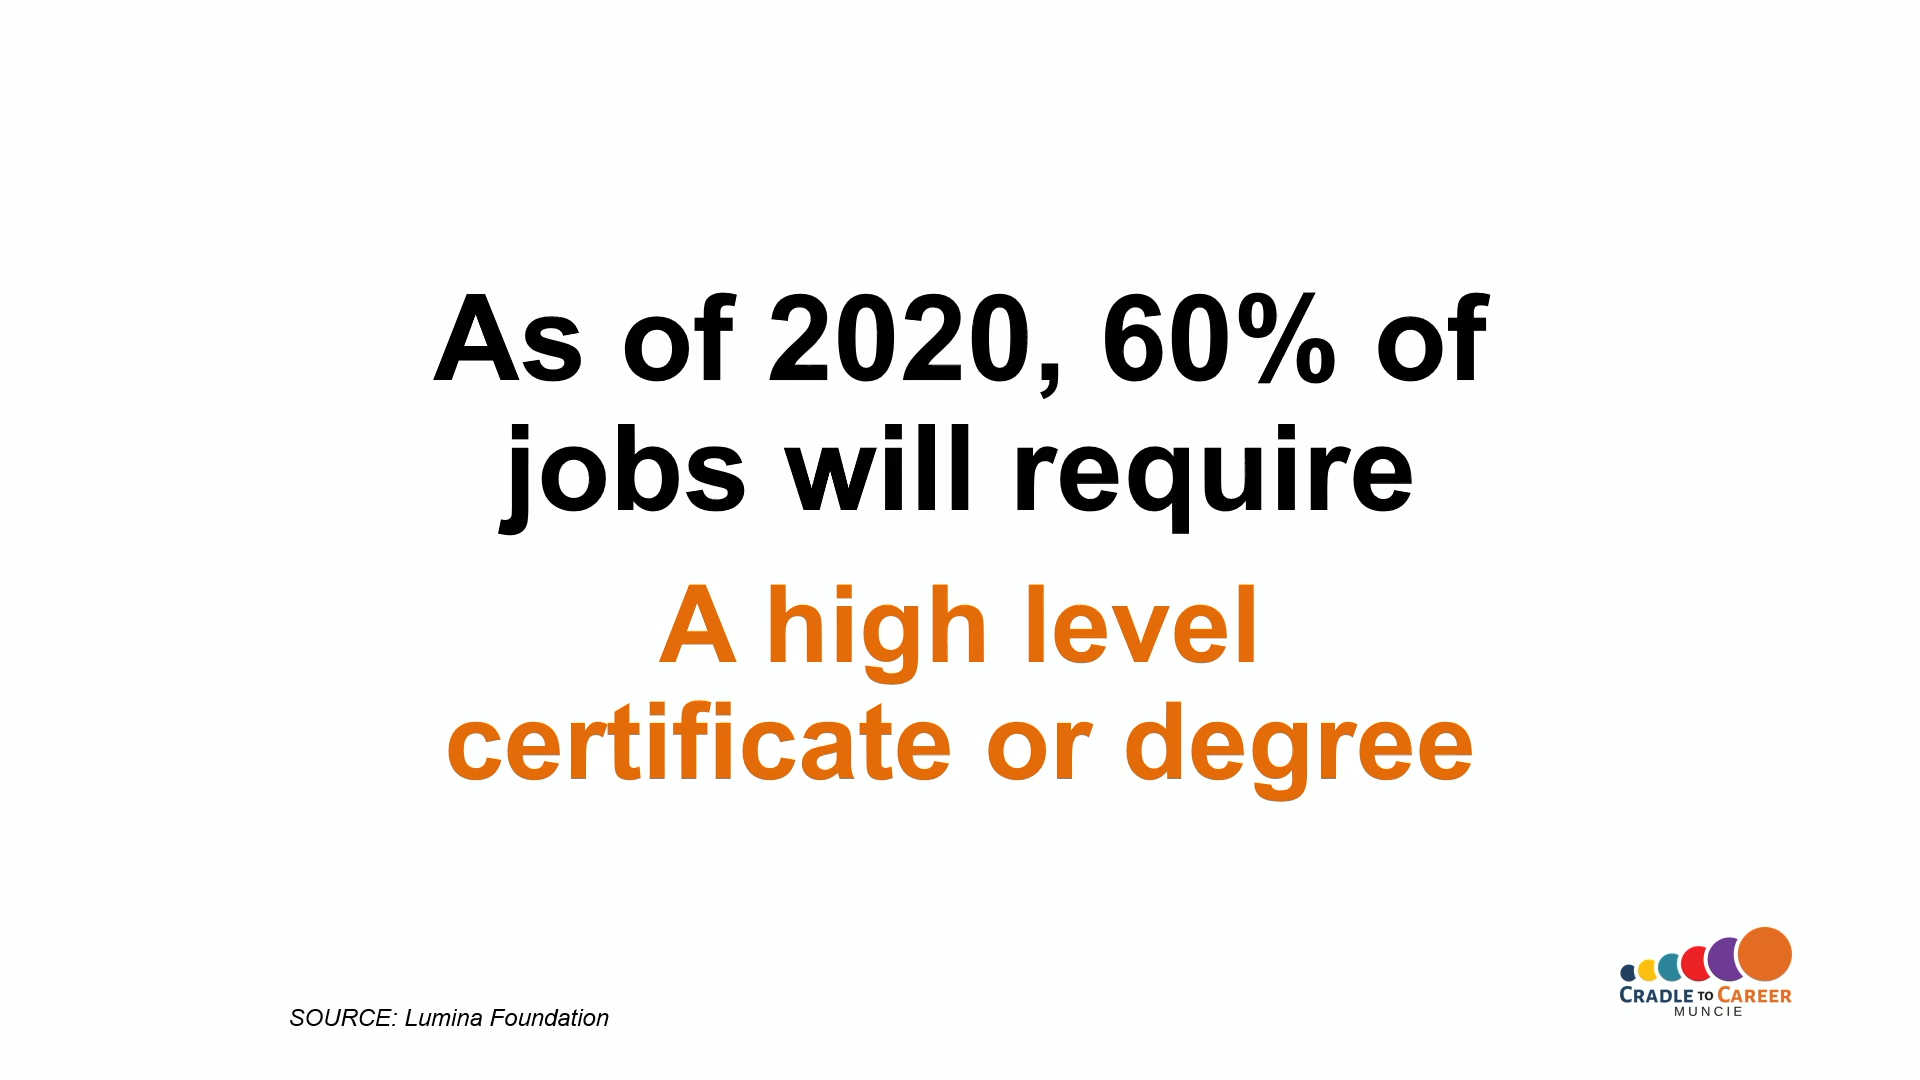 As of 2020, 60% of
jobs will require
A high level
certificate or degree
SOURCE: Lumina Foundation
CRADLE TO CAREER
MUNCIE